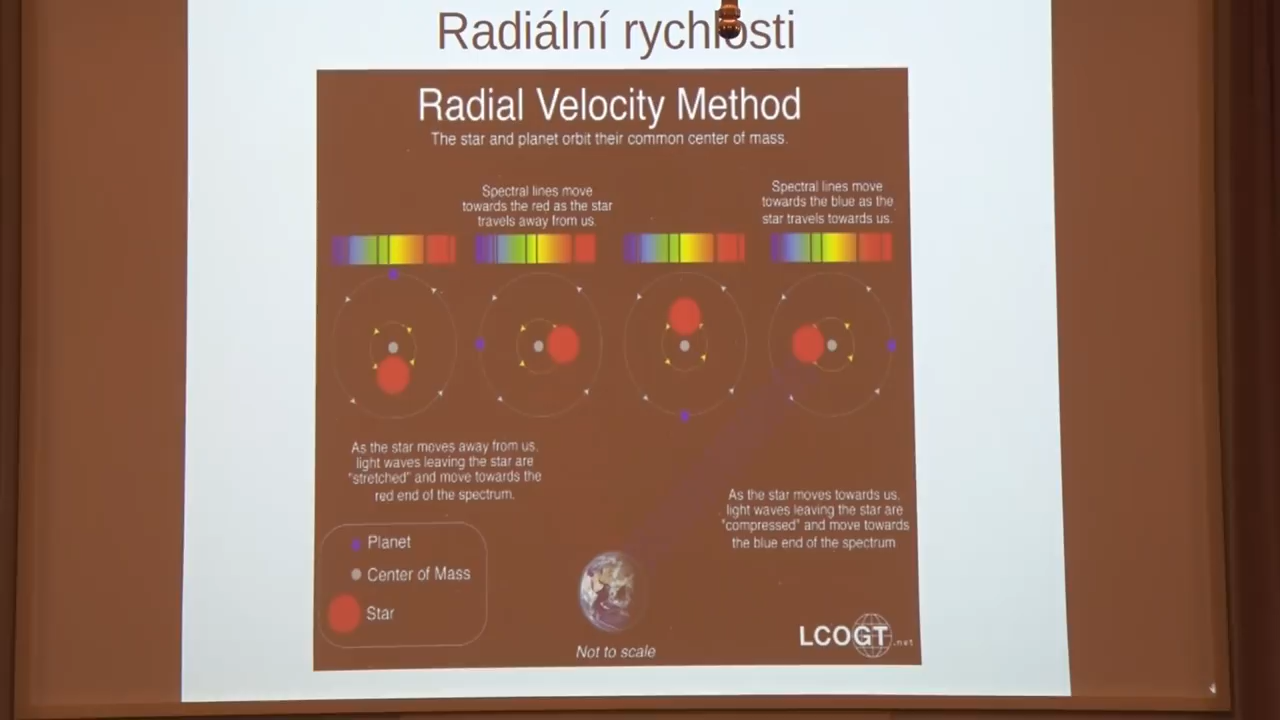 Radiální rychlosti
Radial Velocity Method
The star and planet orbit their common center of mass.
Spectral lines move
towards the red as the star
travels away from us.
Spectral lines move
towards the blue as the
star travels towards us.
As the star moves away from us,
light waves leaving the star are
"stretched" and move towards the
red end of the spectrum.
As the star moves towards us,
light waves leaving the star are
"compressed" and move towards
the blue end of the spectrum
Planet
Center of Mass
Star
Not to scale
LCOGT.net